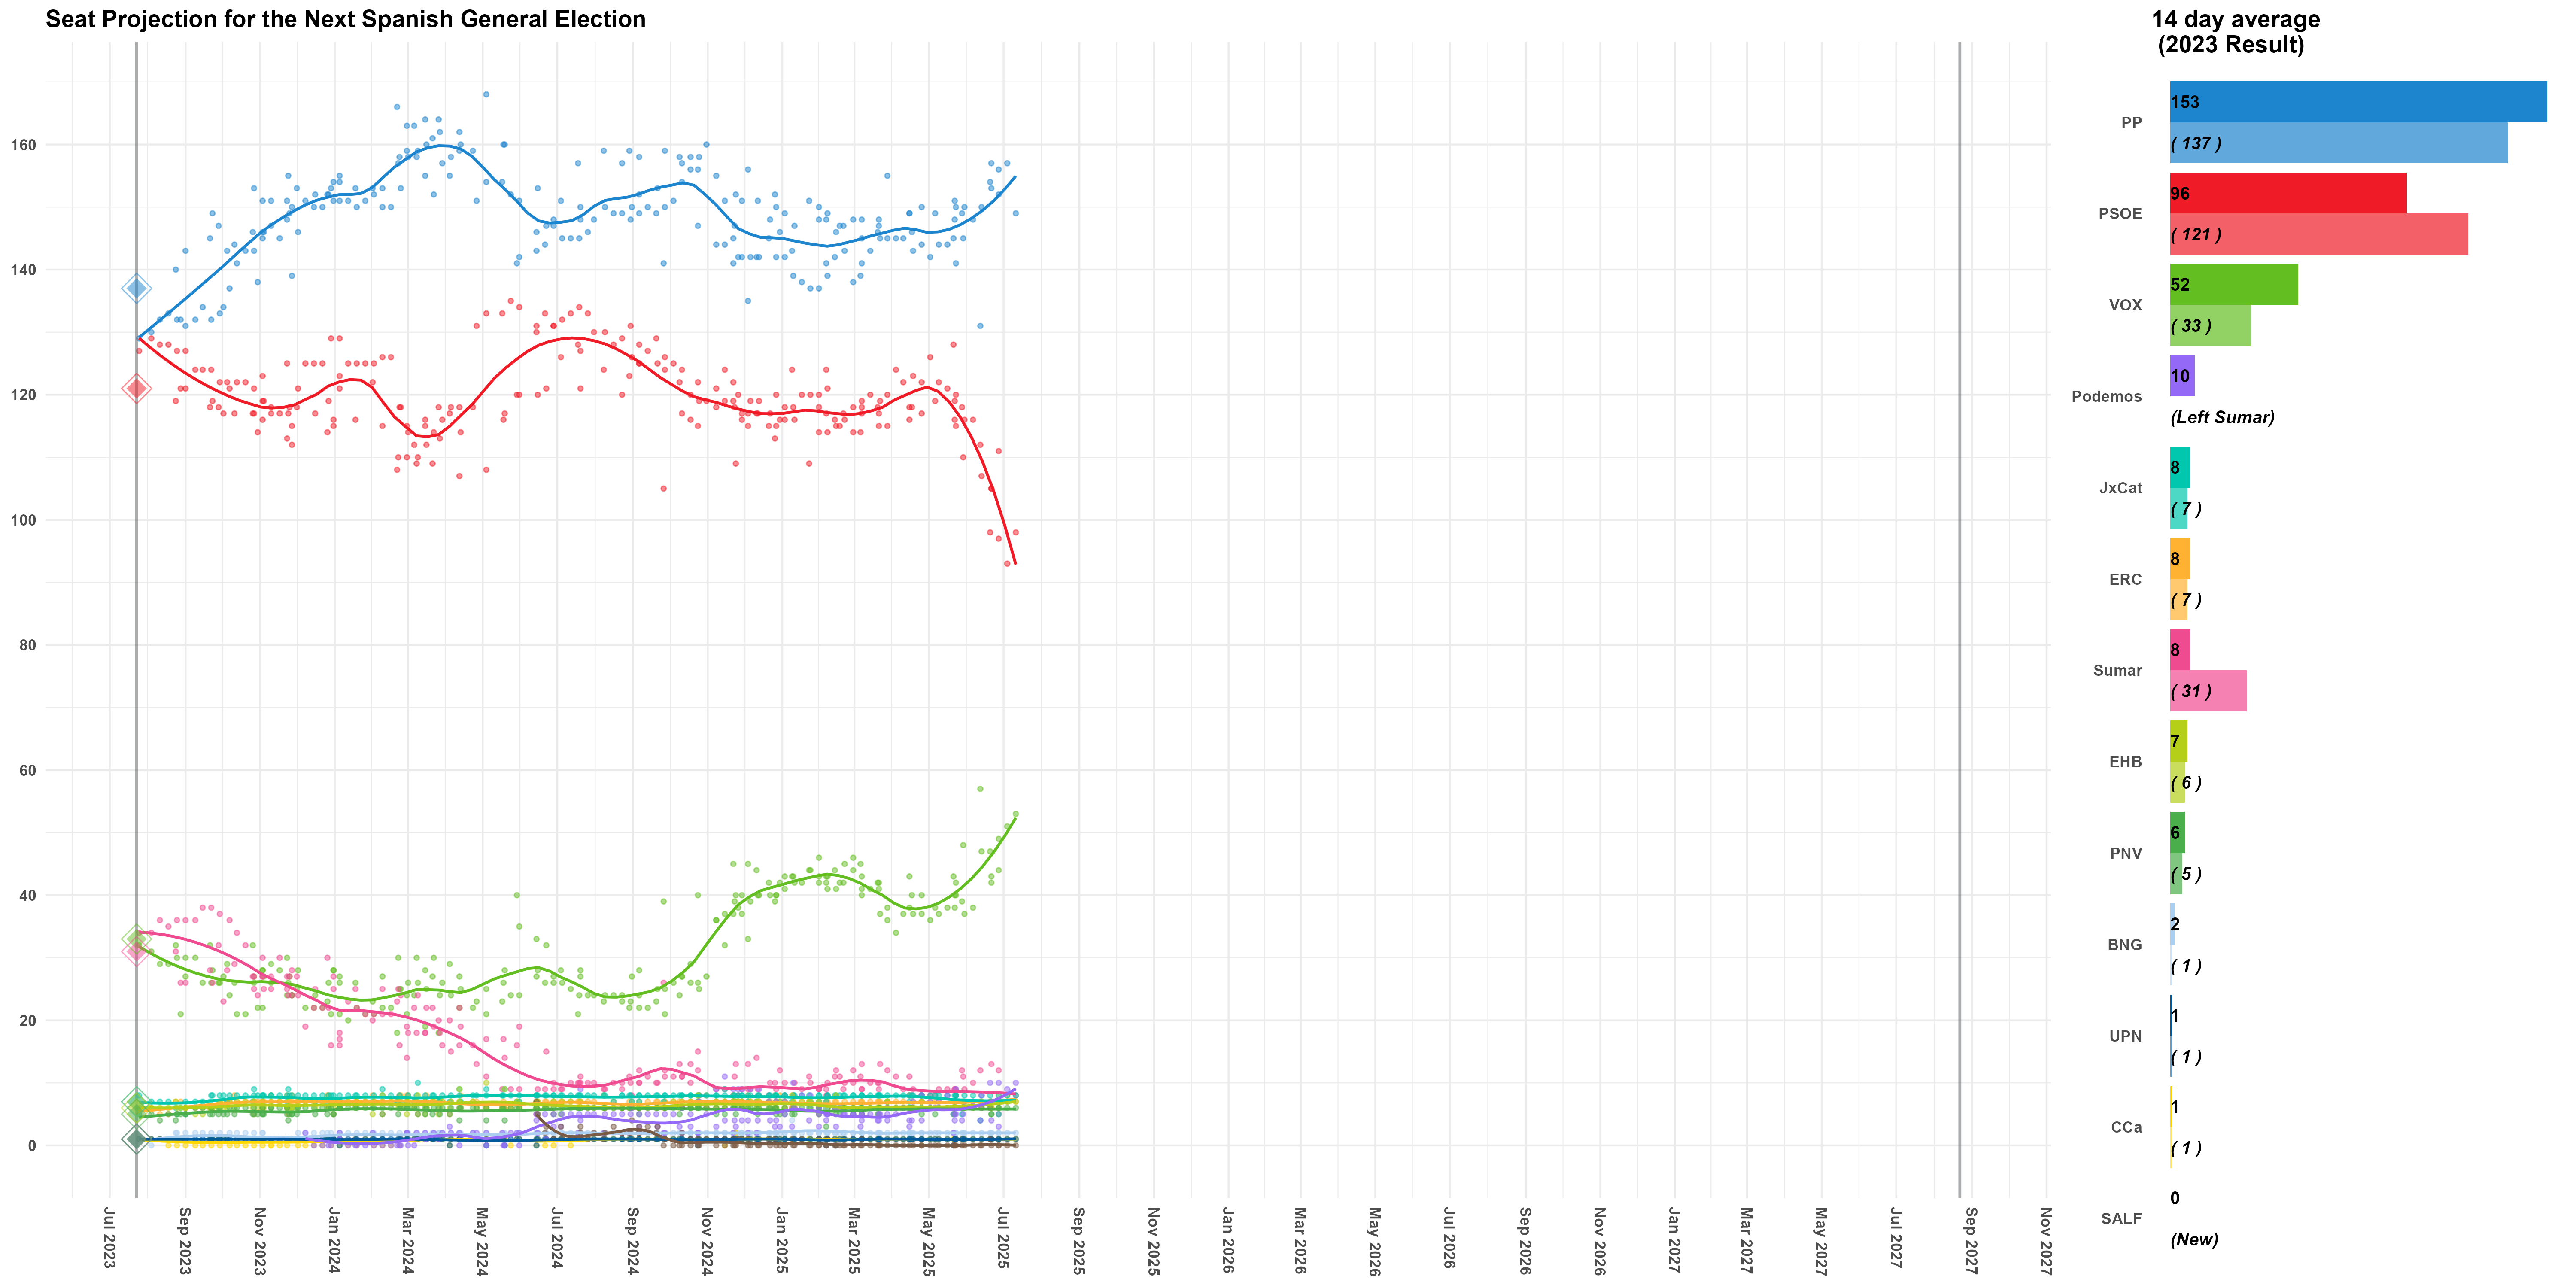 Seat Projection for the Next Spanish General Election
14 day average
(2023 Result)
160
140
120
100
80
60
40
20
0
Jul 2023
Sep 2023
Nov 2023
Jan 2024
Mar 2024
May 2024
Jul 2024
Sep 2024
Nov 2024
Jan 2025
Mar 2025
May 2025
Jul 2025
Sep 2025
Nov 2025
Jan 2026
Mar 2026
May 2026
Jul 2026
Sep 2026
Nov 2026
Jan 2027
Mar 2027
May 2027
Jul 2027
Sep 2027
Nov 2027
PP
153
( 137 )
PSOE
96
( 121 )
VOX
52
( 33 )
Podemos
10
(Left Sumar)
JxCat
8
( 7 )
ERC
8
( 7 )
Sumar
8
( 31 )
EHB
7
( 6 )
PNV
6
( 5 )
BNG
2
( 1 )
UPN
1
( 1 )
CCa
1
( 1 )
SALF
0
(New)